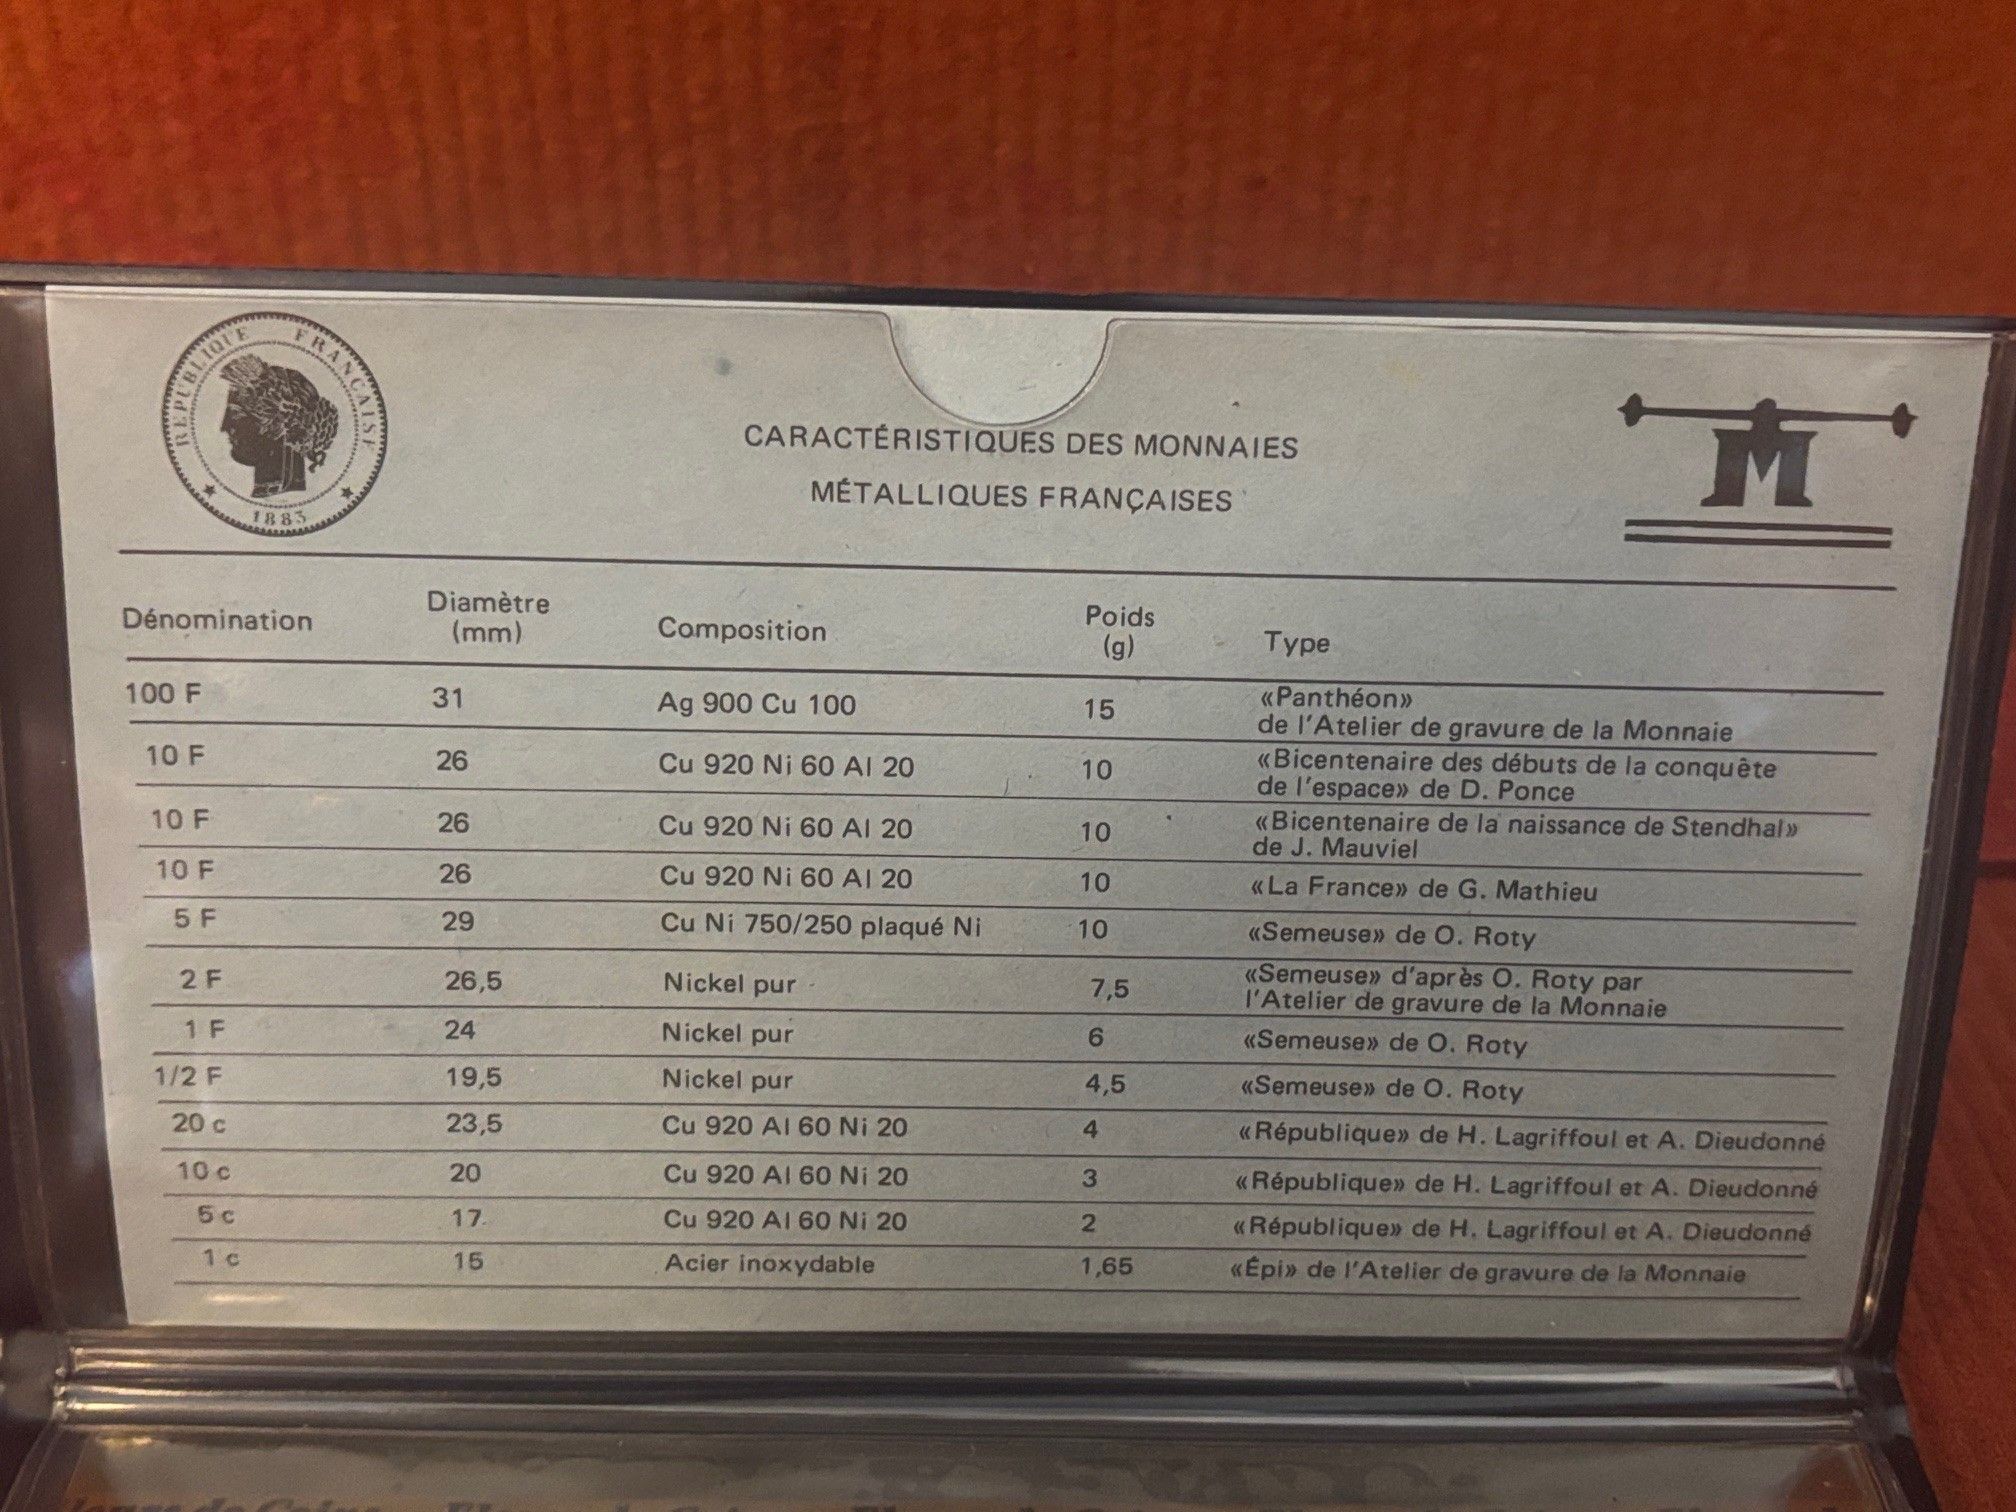 RÉPUBLIQUE FRANÇAISE
1883
M
CARACTÉRISTIQUES DES MONNAIES
MÉTALLIQUES FRANÇAISES
Dénomination Diamètre (mm) Composition Poids (g) Type
100 F 31 Ag 900 Cu 100 15 «Panthéon»
de l'Atelier de gravure de la Monnaie
10 F 26 Cu 920 Ni 60 Al 20 10 «Bicentenaire des débuts de la conquête
de l'espace» de D. Ponce
10 F 26 Cu 920 Ni 60 Al 20 10 «Bicentenaire de la naissance de Stendhal»
de J. Mauviel
10 F 26 Cu 920 Ni 60 Al 20 10 «La France» de G. Mathieu
5 F 29 Cu Ni 750/250 plaqué Ni 10 «Semeuse» de O. Roty
2 F 26,5 Nickel pur 7,5 «Semeuse» d'après O. Roty par
l'Atelier de gravure de la Monnaie
1 F 24 Nickel pur 6 «Semeuse» de O. Roty
1/2 F 19,5 Nickel pur 4,5 «Semeuse» de O. Roty
20 c 23,5 Cu 920 Al 60 Ni 20 4 «République» de H. Lagriffoul et A. Dieudonné
10 c 20 Cu 920 Al 60 Ni 20 3 «République» de H. Lagriffoul et A. Dieudonné
5 c 17 Cu 920 Al 60 Ni 20 2 «République» de H. Lagriffoul et A. Dieudonné
1 c 15 Acier inoxydable 1,65 «Épi» de l'Atelier de gravure de la Monnaie